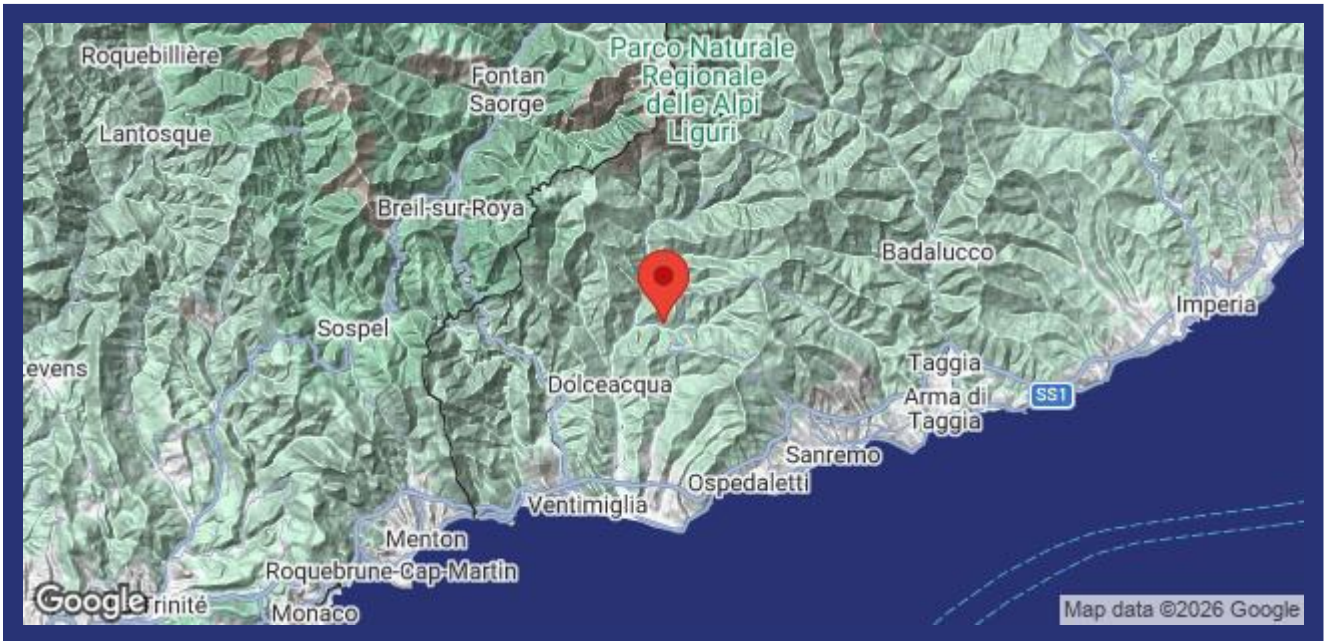 Roquebillière
Parco Naturale
Regionale
delle Alpi
Liguri
Fontan
Saorge
Lantosque
Breil-sur-Roya
Badalucco
Imperia
Sospel
evens
Dolceacqua
Taggia
SS1
Arma di
Taggia
Sanremo
Ospedaletti
Ventimiglia
Menton
Roquebrune-Cap-Martin
Google
Trinité
Monaco
Map data ©2026 Google